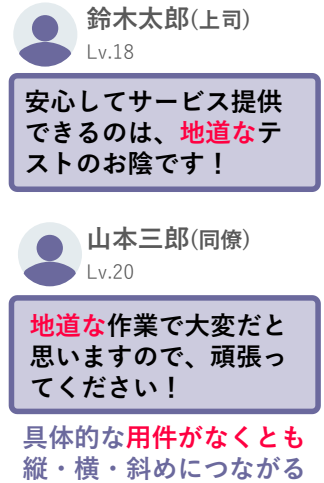 鈴木太郎(上司)
Lv.18
安心してサービス提供
できるのは、地道なテ
ストのお陰です！
山本三郎(同僚)
Lv.20
地道な作業で大変だと
思いますので、頑張っ
てください！
具体的な用件がなくとも
縦・横・斜めにつながる